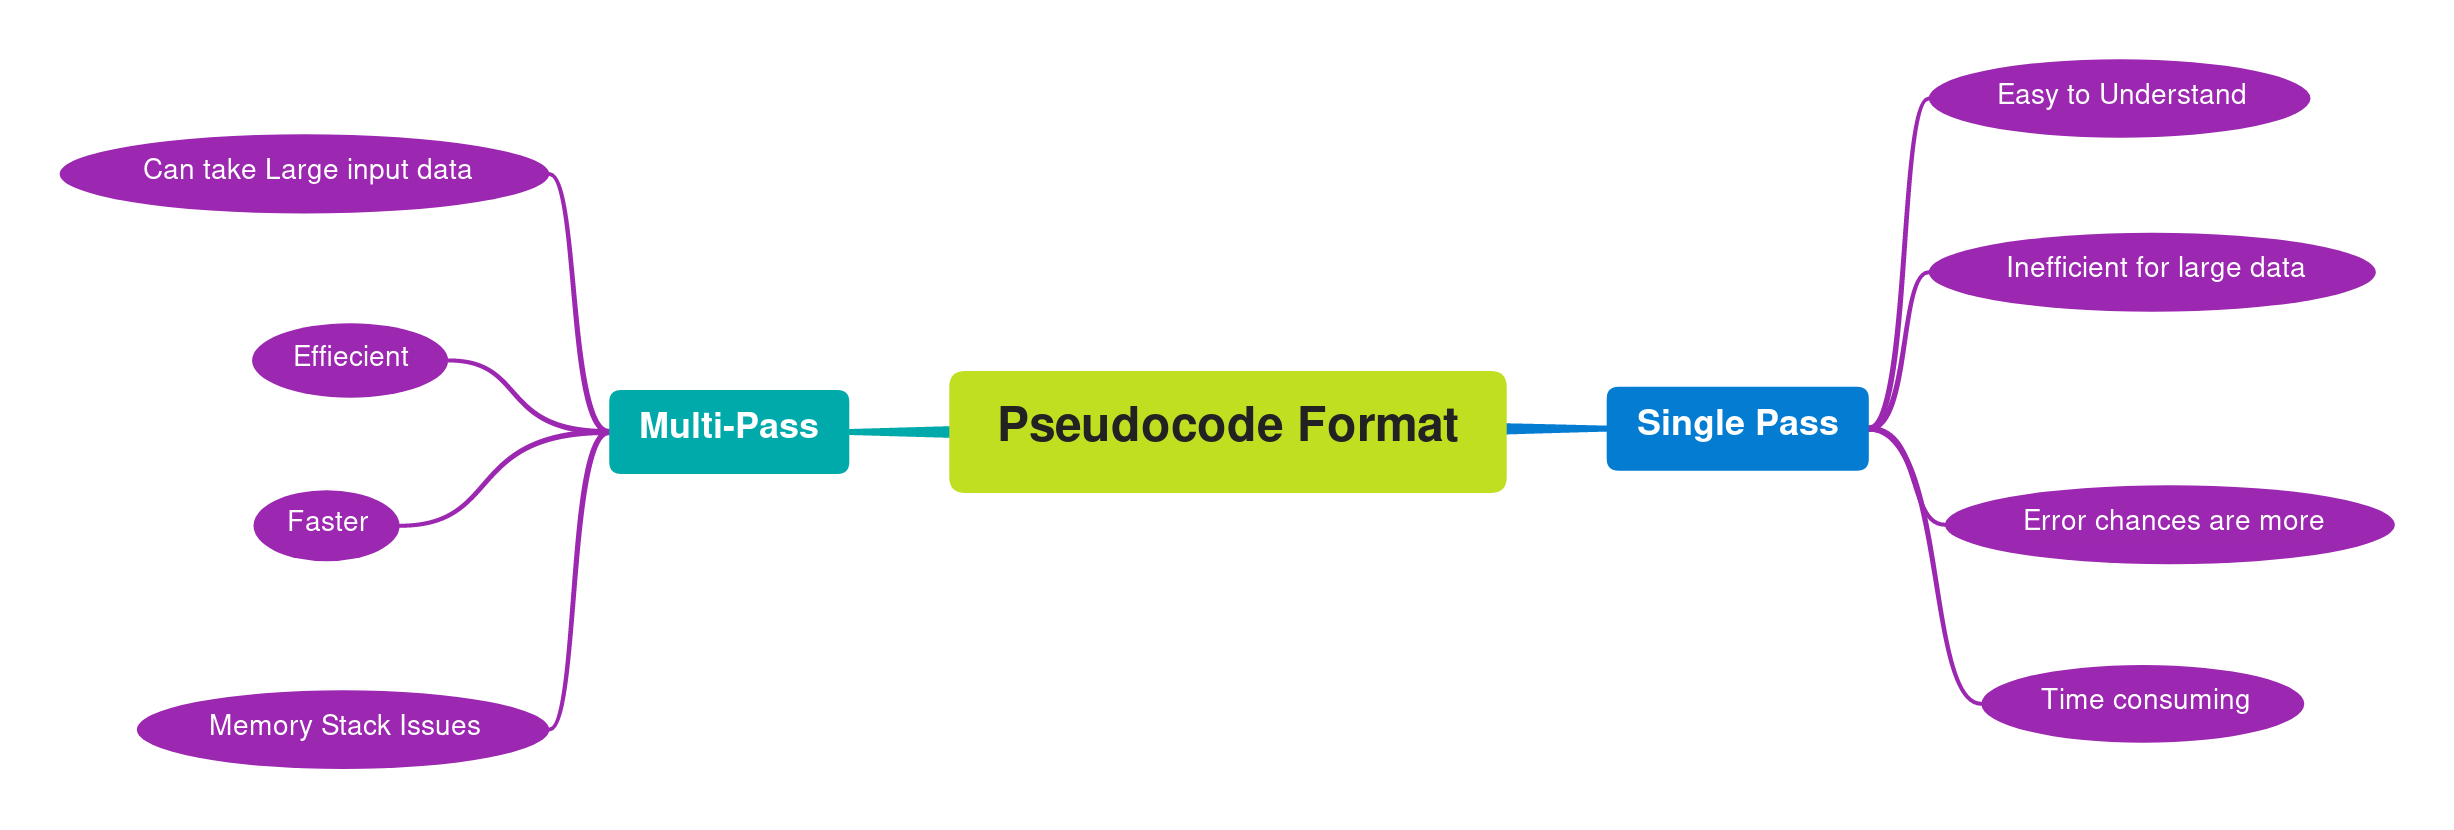 Can take Large input data
Effiecient
Faster
Memory Stack Issues
Multi-Pass
Pseudocode Format
Single Pass
Easy to Understand
Inefficient for large data
Error chances are more
Time consuming